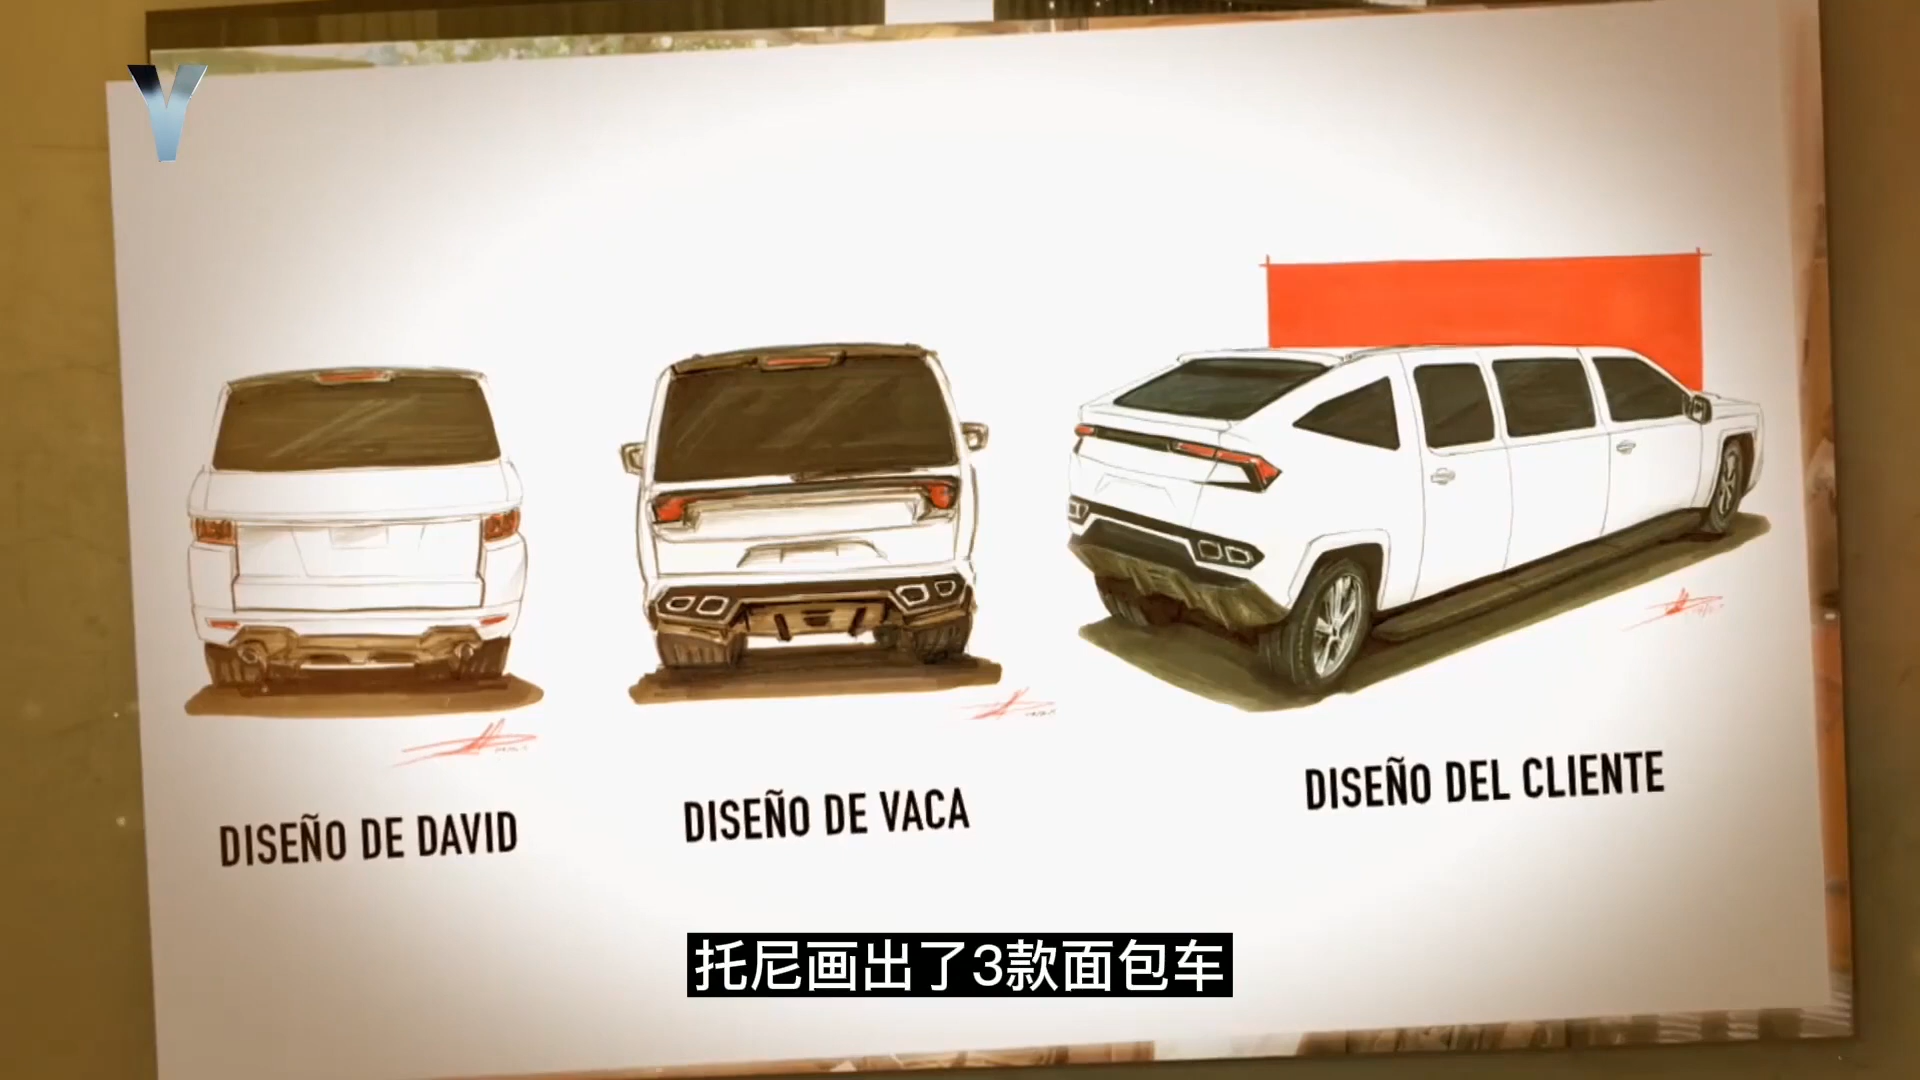 Y
DISEÑO DE DAVID
DISEÑO DE VACA
DISEÑO DEL CLIENTE
托尼画出了3款面包车